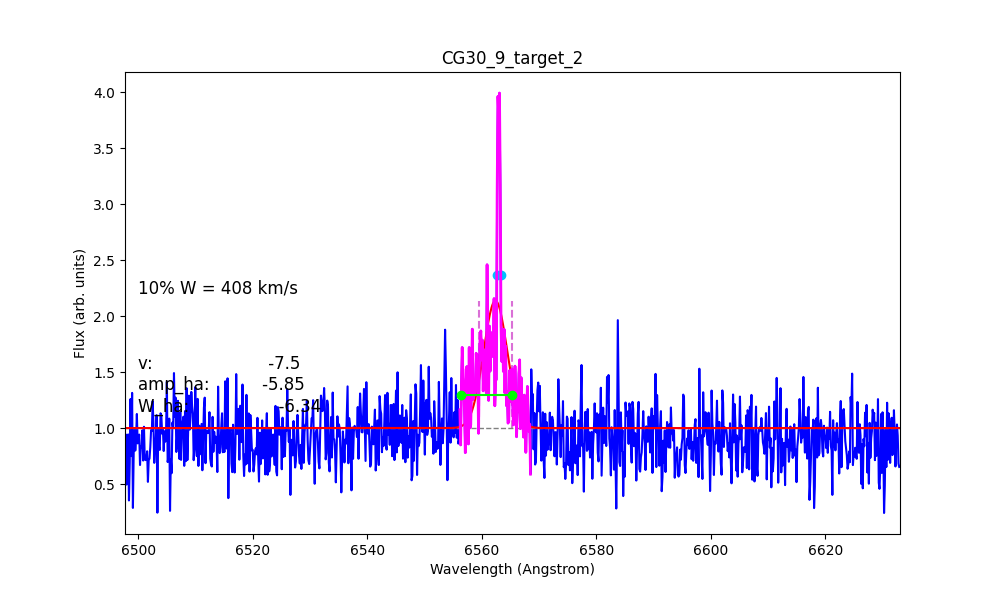 CG30_9_target_2
4.0
3.5
3.0
2.5
2.0
1.5
1.0
0.5
Flux (arb. units)
10% W = 408 km/s
v: -7.5
amp_ha: -5.85
W_ha: -6.34
6500 6520 6540 6560 6580 6600 6620
Wavelength (Angstrom)